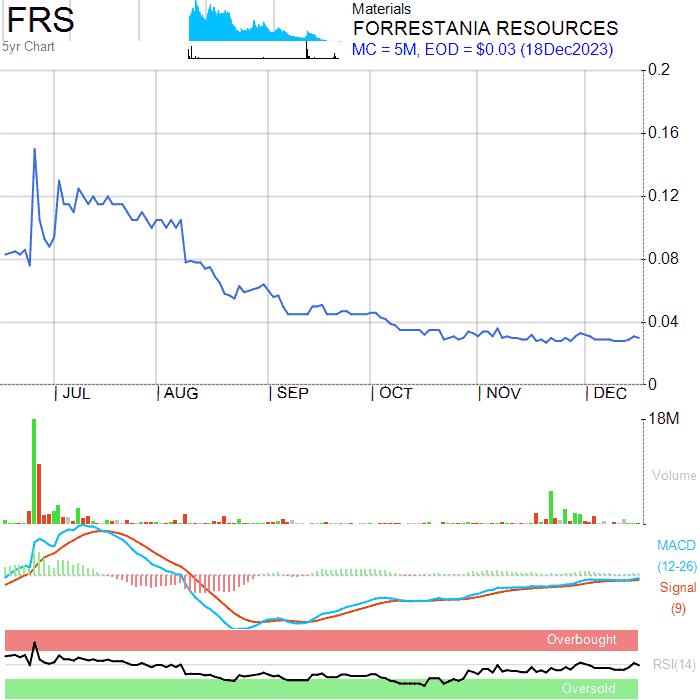 FRS
5yr Chart
Materials
FORRESTANIA RESOURCES
MC = 5M, EOD = $0.03 (18Dec2023)
0.2
0.16
0.12
0.08
0.04
0
JUL AUG SEP OCT NOV DEC
18M
Volume
MACD
(12-26)
Signal
(9)
Overbought
RSI(14)
Oversold